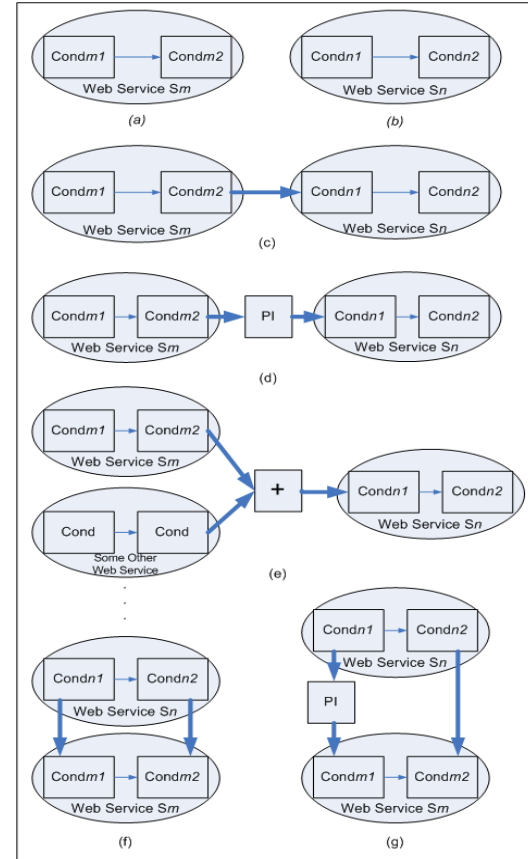 Condm1 Condm2 Condn1 Condn2
Web Service Sm Web Service Sn
(a) (b)
Condm1 Condm2 Condn1 Condn2
Web Service Sm Web Service Sn
(c)
Condm1 Condm2 PI Condn1 Condn2
Web Service Sm Web Service Sn
(d)
Condm1 Condm2
Web Service Sm
+
Condn1 Condn2
Web Service Sn
Cond Cond
Some Other
Web Service
(e)
.
.
.
Condn1 Condn2
Web Service Sn
Condm1 Condm2
Web Service Sm
(f)
Condn1 Condn2
Web Service Sn
PI
Condm1 Condm2
Web Service Sm
(g)